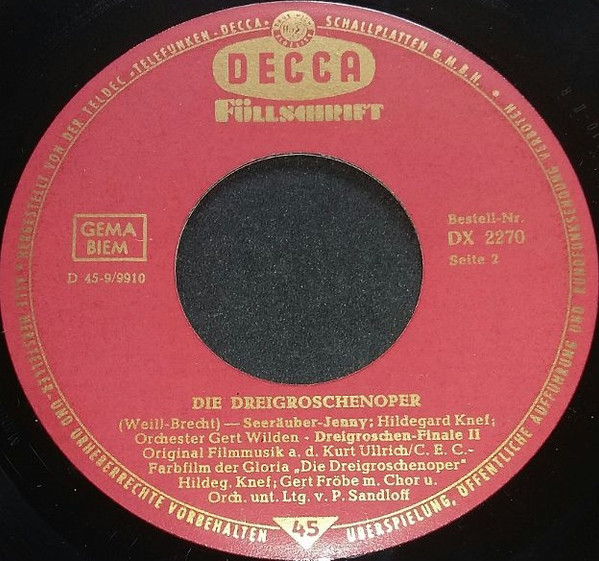 HERGESTELLT VON DER TELDEC »TELEFUNKEN-DECCA« SCHALLPLATTEN G.M.B.H.
DECCA
FÜLLSCHRIFT
GEMA
BIEM
D 45-9/9910
Bestell-Nr.
DX 2270
Seite 2
DIE DREIGROSCHENOPER
(Weill-Brecht) — Seeräuber-Jenny; Hildegard Knef;
Orchester Gert Wilden - Dreigroschen-Finale II
Original Filmmusik a. d. Kurt Ullrich/C. E. C.-
Farbfilm der Gloria „Die Dreigroschenoper"
Hildeg. Knef; Gert Fröbe m. Chor u.
Orch. unt. Ltg. v. P. Sandloff
45
ALLE HERSTELLER- UND URHEBERRECHTE VORBEHALTEN
ÜBERSPIELUNG, ÖFFENTLICHE AUFFÜHRUNG UND RUNDFUNKSENDUNG VERBOTEN